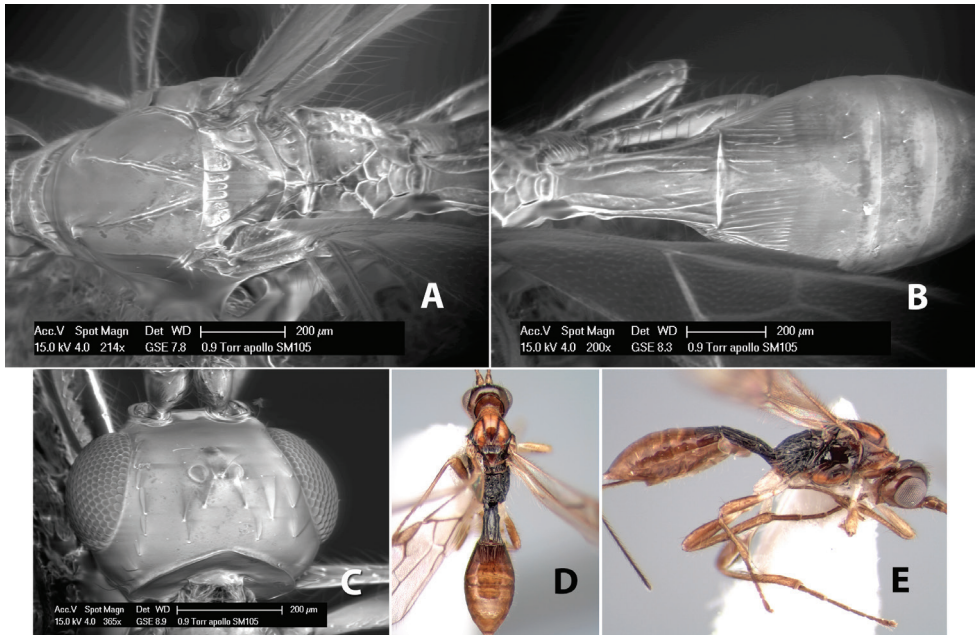 A
Acc.V Spot Magn Det WD 200 µm
15.0 kV 4.0 214x GSE 7.8 0.9 Torr apollo SM105
B
Acc.V Spot Magn Det WD 200 µm
15.0 kV 4.0 200x GSE 8.3 0.9 Torr apollo SM105
C
Acc.V Spot Magn Det WD 200 µm
15.0 kV 4.0 365x GSE 8.9 0.9 Torr apollo SM105
D
E